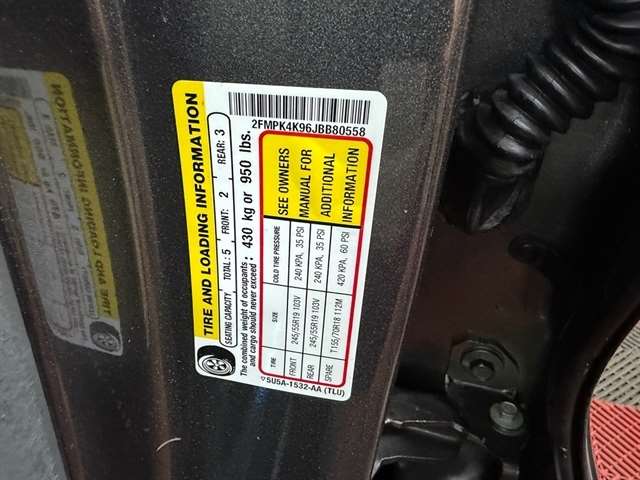 TIRE AND LOADING INFORMATION
SEATING CAPACITY TOTAL: 5 FRONT: 2 REAR: 3
The combined weight of occupants and cargo should never exceed: 430 kg or 950 lbs.
2FMPK4K96JBB80558
TIRE SIZE COLD TIRE PRESSURE
FRONT 245/55R19 103V 240 KPA, 35 PSI
REAR 245/55R19 103V 240 KPA, 35 PSI
SPARE T155/70R18 112M 420 KPA, 60 PSI
SEE OWNERS
MANUAL FOR
ADDITIONAL
INFORMATION
5U5A-1532-AA (TLU)